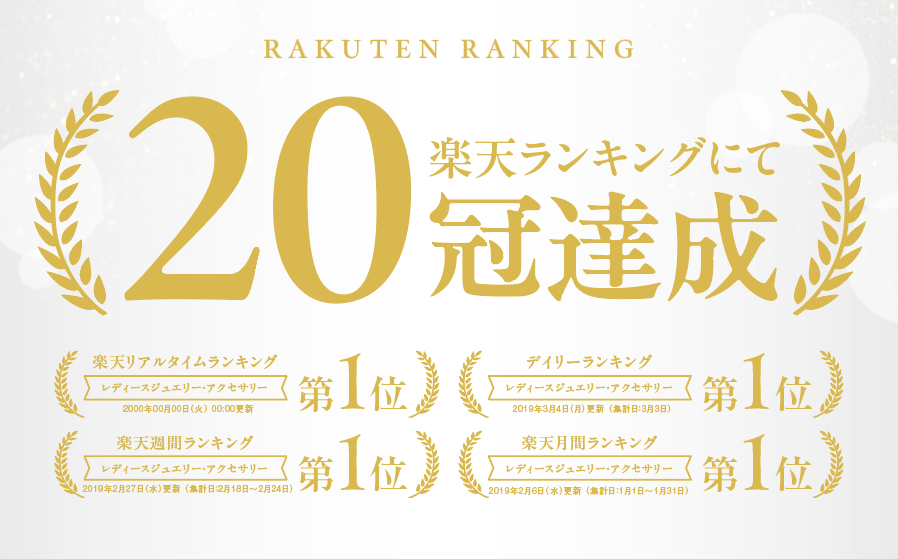 RAKUTEN RANKING
楽天ランキングにて
20冠達成
楽天リアルタイムランキング
レディースジュエリー・アクセサリー
2000年00月00日(火) 00:00更新
第1位
デイリーランキング
レディースジュエリー・アクセサリー
2019年3月4日(月)更新 (集計日:3月3日)
第1位
楽天週間ランキング
レディースジュエリー・アクセサリー
2019年2月27日(水)更新 (集計日:2月18日〜2月24日)
第1位
楽天月間ランキング
レディースジュエリー・アクセサリー
2019年2月6日(水)更新 (集計日:1月1日〜1月31日)
第1位